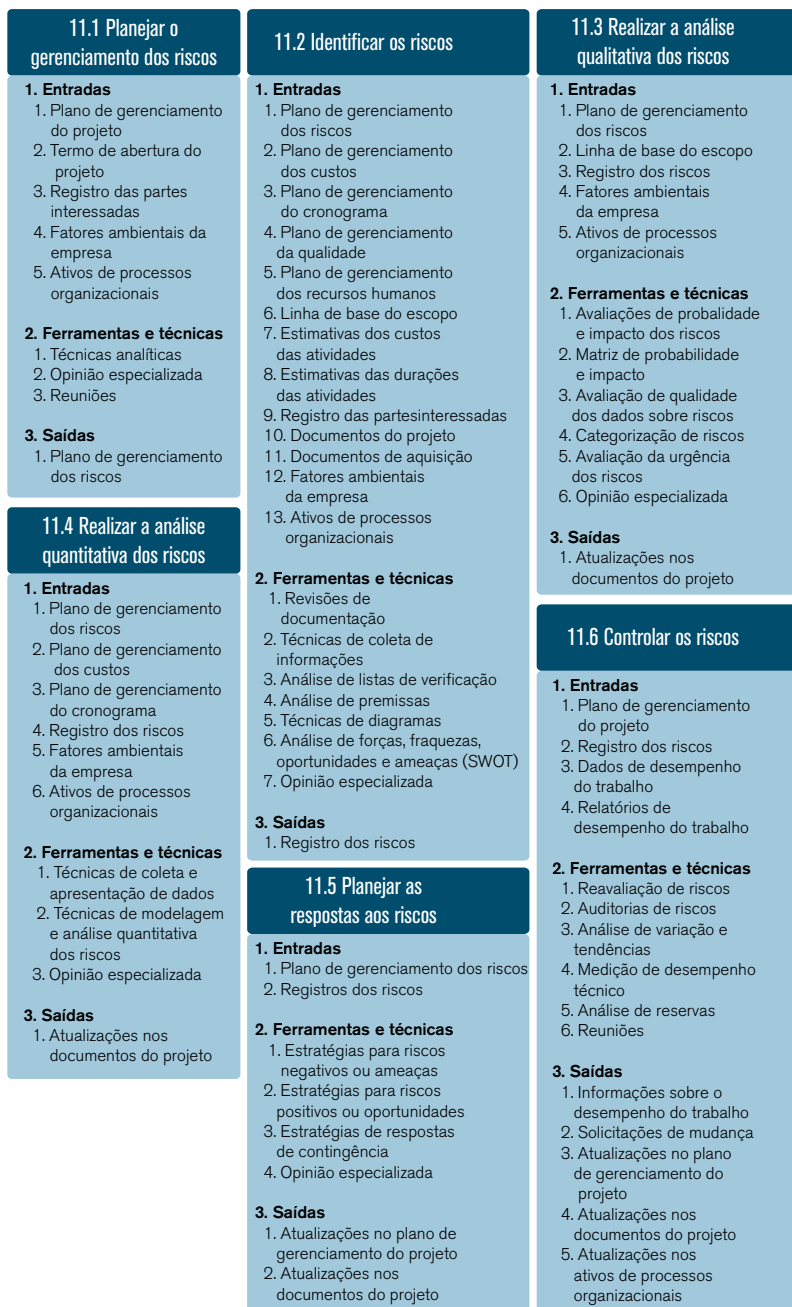 11.1 Planejar o
gerenciamento dos riscos
1. Entradas
1. Plano de gerenciamento
do projeto
2. Termo de abertura do
projeto
3. Registro das partes
interessadas
4. Fatores ambientais da
empresa
5. Ativos de processos
organizacionais
2. Ferramentas e técnicas
1. Técnicas analíticas
2. Opinião especializada
3. Reuniões
3. Saídas
1. Plano de gerenciamento
dos riscos
11.2 Identificar os riscos
1. Entradas
1. Plano de gerenciamento
dos riscos
2. Plano de gerenciamento
dos custos
3. Plano de gerenciamento
do cronograma
4. Plano de gerenciamento
da qualidade
5. Plano de gerenciamento
dos recursos humanos
6. Linha de base do escopo
7. Estimativas dos custos
das atividades
8. Estimativas das durações
das atividades
9. Registro das partesinteressadas
10. Documentos do projeto
11. Documentos de aquisição
12. Fatores ambientais
da empresa
13. Ativos de processos
organizacionais
2. Ferramentas e técnicas
1. Revisões de
documentação
2. Técnicas de coleta de
informações
3. Análise de listas de verificação
4. Análise de premissas
5. Técnicas de diagramas
6. Análise de forças, fraquezas,
oportunidades e ameaças (SWOT)
7. Opinião especializada
3. Saídas
1. Registro dos riscos
11.3 Realizar a análise
qualitativa dos riscos
1. Entradas
1. Plano de gerenciamento
dos riscos
2. Linha de base do escopo
3. Registro dos riscos
4. Fatores ambientais
da empresa
5. Ativos de processos
organizacionais
2. Ferramentas e técnicas
1. Avaliações de probalidade
e impacto dos riscos
2. Matriz de probabilidade
e impacto
3. Avaliação de qualidade
dos dados sobre riscos
4. Categorização de riscos
5. Avaliação da urgência
dos riscos
6. Opinião especializada
3. Saídas
1. Atualizações nos
documentos do projeto
11.4 Realizar a análise
quantitativa dos riscos
1. Entradas
1. Plano de gerenciamento
dos riscos
2. Plano de gerenciamento
dos custos
3. Plano de gerenciamento
do cronograma
4. Registro dos riscos
5. Fatores ambientais
da empresa
6. Ativos de processos
organizacionais
2. Ferramentas e técnicas
1. Técnicas de coleta e
apresentação de dados
2. Técnicas de modelagem
e análise quantitativa
dos riscos
3. Opinião especializada
3. Saídas
1. Atualizações nos
documentos do projeto
11.5 Planejar as
respostas aos riscos
1. Entradas
1. Plano de gerenciamento dos riscos
2. Registros dos riscos
2. Ferramentas e técnicas
1. Estratégias para riscos
negativos ou ameaças
2. Estratégias para riscos
positivos ou oportunidades
3. Estratégias de respostas
de contingência
4. Opinião especializada
3. Saídas
1. Atualizações no plano de
gerenciamento do projeto
2. Atualizações nos
documentos do projeto
11.6 Controlar os riscos
1. Entradas
1. Plano de gerenciamento
do projeto
2. Registro dos riscos
3. Dados de desempenho
do trabalho
4. Relatórios de
desempenho do trabalho
2. Ferramentas e técnicas
1. Reavaliação de riscos
2. Auditorias de riscos
3. Análise de variação e
tendências
4. Medição de desempenho
técnico
5. Análise de reservas
6. Reuniões
3. Saídas
1. Informações sobre o
desempenho do trabalho
2. Solicitações de mudança
3. Atualizações no plano
de gerenciamento do
projeto
4. Atualizações nos
documentos do projeto
5. Atualizações nos
ativos de processos
organizacionais